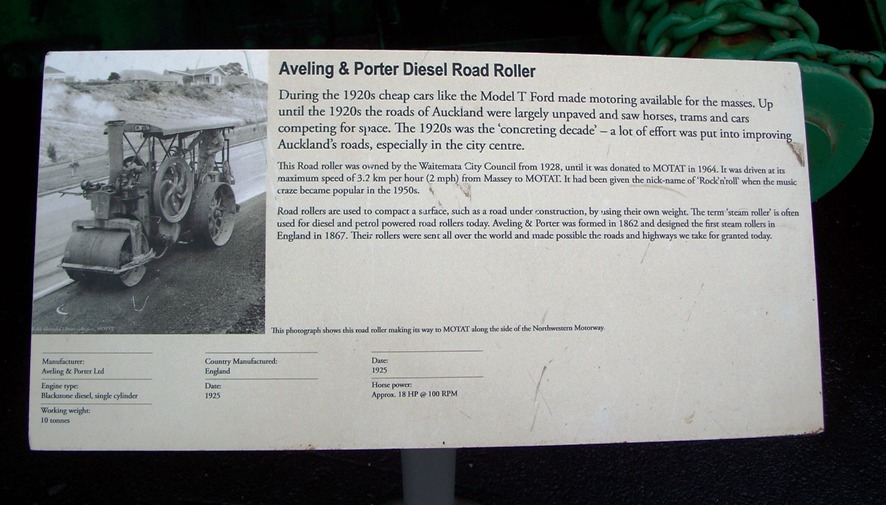 Aveling & Porter Diesel Road Roller
During the 1920s cheap cars like the Model T Ford made motoring available for the masses. Up
until the 1920s the roads of Auckland were largely unpaved and saw horses, trams and cars
competing for space. The 1920s was the 'concreting decade' – a lot of effort was put into improving
Auckland's roads, especially in the city centre.
This Road roller was owned by the Waitemata City Council from 1928, until it was donated to MOTAT in 1964. It was driven at its
maximum speed of 3.2 km per hour (2 mph) from Massey to MOTAT. It had been given the nick-name of 'Rock'n'roll' when the music
craze became popular in the 1950s.
Road rollers are used to compact a surface, such as a road under construction, by using their own weight. The term 'steam roller' is often
used for diesel and petrol powered road rollers today. Aveling & Porter was formed in 1862 and designed the first steam rollers in
England in 1867. Their rollers were sent all over the world and made possible the roads and highways we take for granted today.
This photograph shows this road roller making its way to MOTAT along the side of the Northwestern Motorway.
Manufacturer:
Aveling & Porter Ltd
Engine type:
Blackstone diesel, single cylinder
Working weight:
10 tonnes
Country Manufactured:
England
Date:
1925
Date:
1925
Horse power:
Approx. 18 HP @ 100 RPM